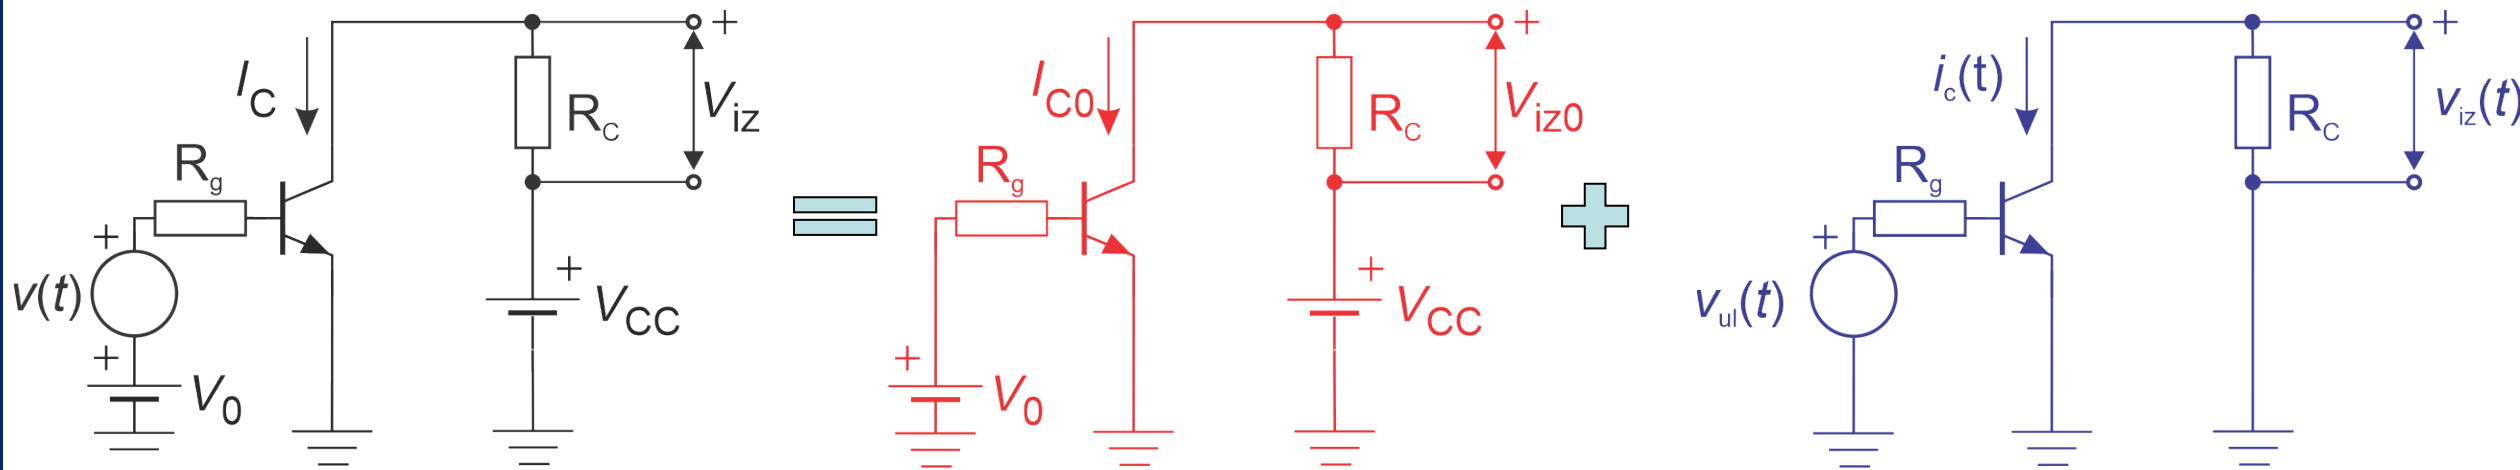 +
I_C
R_C
V_iz
R_g
+
v(t)
+
V_CC
+
V_0
+
I_C0
R_C
V_iz0
R_g
+
V_CC
+
V_0
+
i_c(t)
R_C
v_iz(t)
R_g
+
v_ul(t)